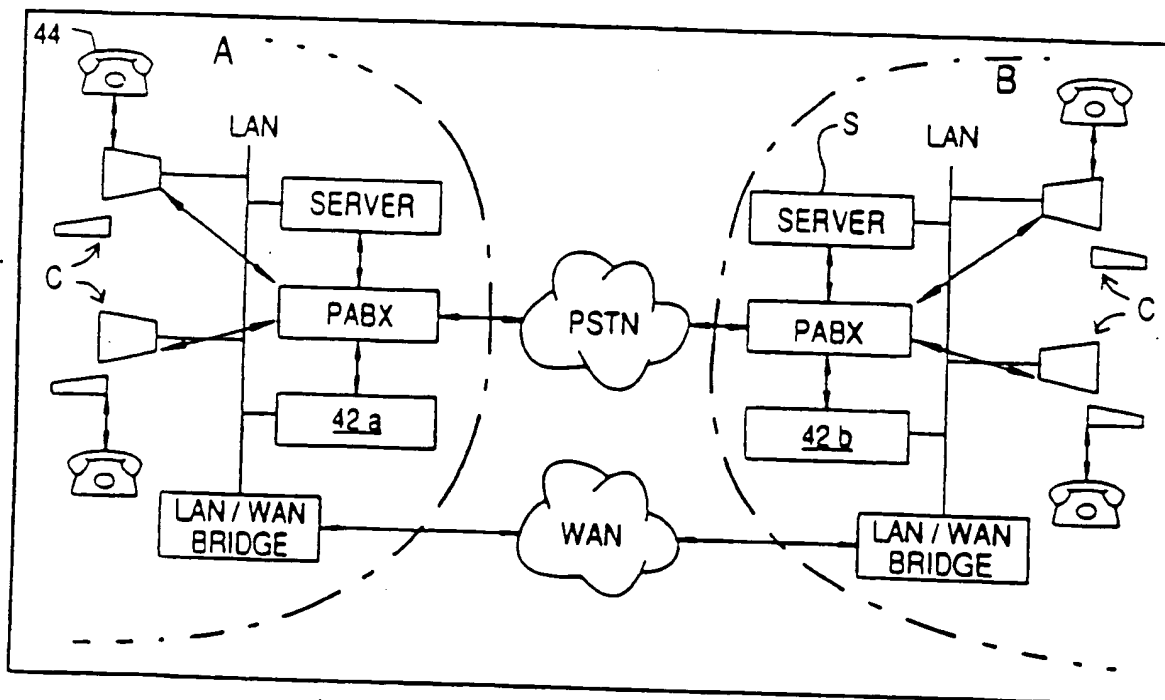 44
A
B
LAN
S
LAN
SERVER
SERVER
C
C
PABX
PSTN
PABX
42 a
42 b
LAN / WAN
BRIDGE
WAN
LAN / WAN
BRIDGE